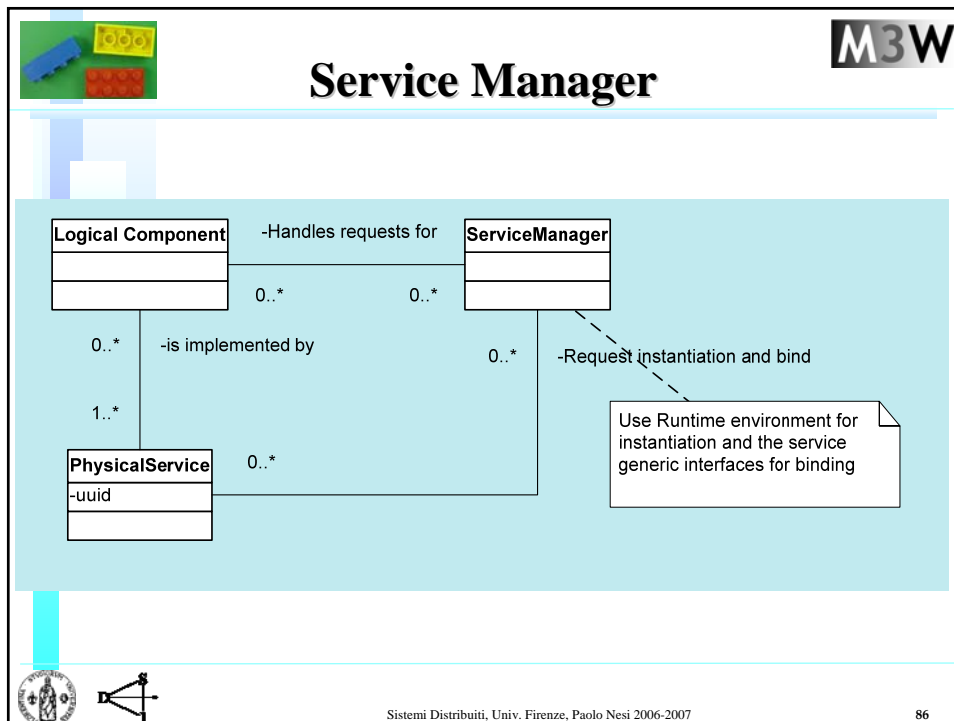 M3W
Service Manager
Logical Component
-Handles requests for
ServiceManager
0..*
0..*
0..*
-is implemented by
0..*
-Request instantiation and bind
1..*
Use Runtime environment for
instantiation and the service
generic interfaces for binding
PhysicalService
0..*
-uuid
D
S
I
Sistemi Distribuiti, Univ. Firenze, Paolo Nesi 2006-2007
86